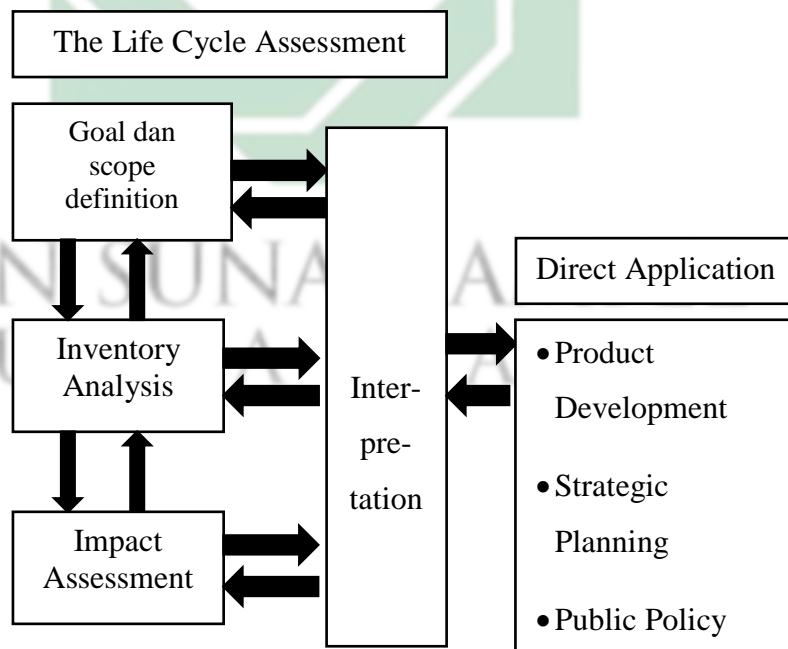 The Life Cycle Assessment
Goal dan
scope
definition
Inventory
Analysis
Impact
Assessment
Inter-
pre-
tation
Direct Application
• Product
Development
• Strategic
Planning
• Public Policy